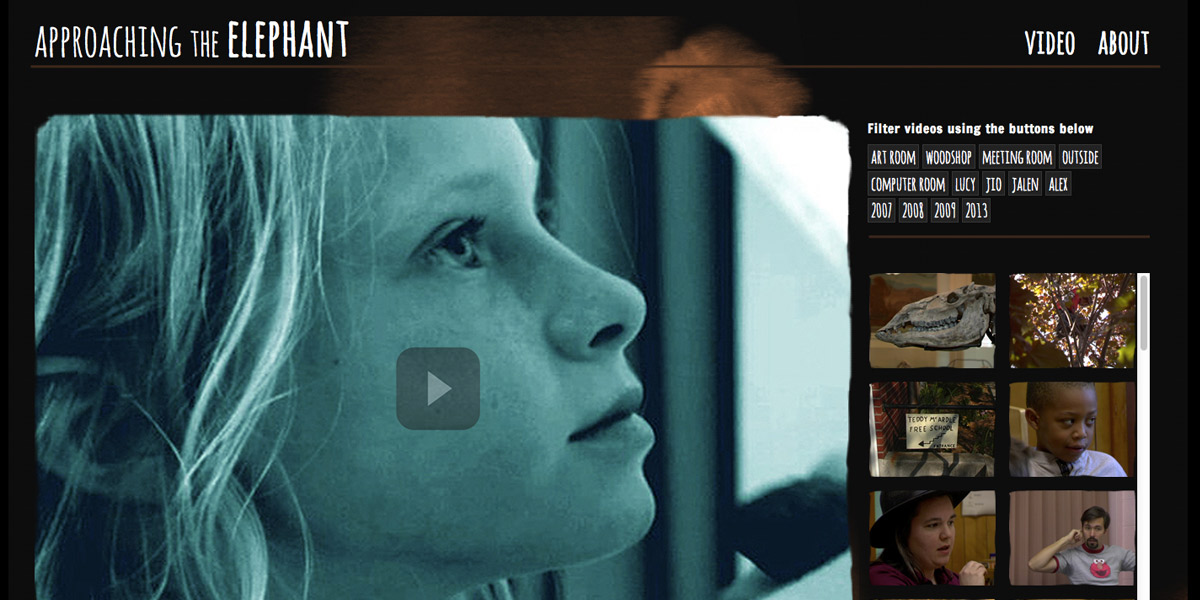 APPROACHING THE ELEPHANT
VIDEO ABOUT
Filter videos using the buttons below
ART ROOM WOODSHOP MEETING ROOM OUTSIDE
COMPUTER ROOM LUCY JIO JALEN ALEX
2007 2008 2009 2013
TEDDY McARDLE
FREE SCHOOL
ENTRANCE